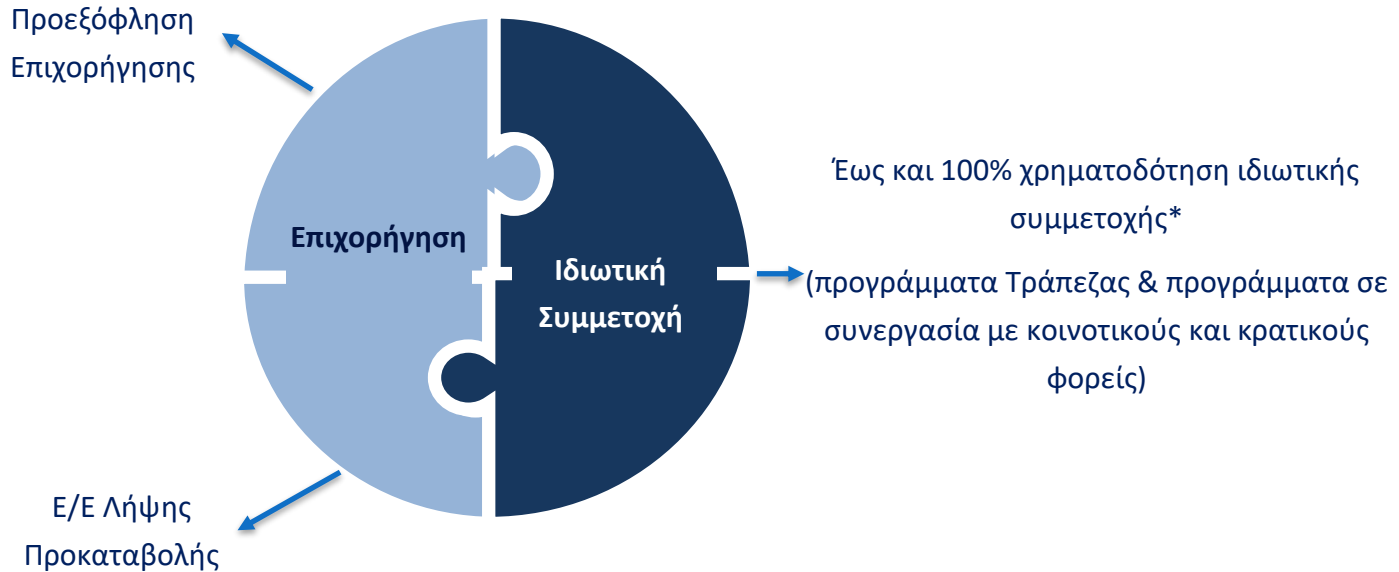 Προεξόφληση
Επιχορήγησης
Επιχορήγηση
Ιδιωτική
Συμμετοχή
Έως και 100% χρηματοδότηση ιδιωτικής
συμμετοχής*
(προγράμματα Τράπεζας & προγράμματα σε
συνεργασία με κοινοτικούς και κρατικούς
φορείς)
Ε/Ε Λήψης
Προκαταβολής